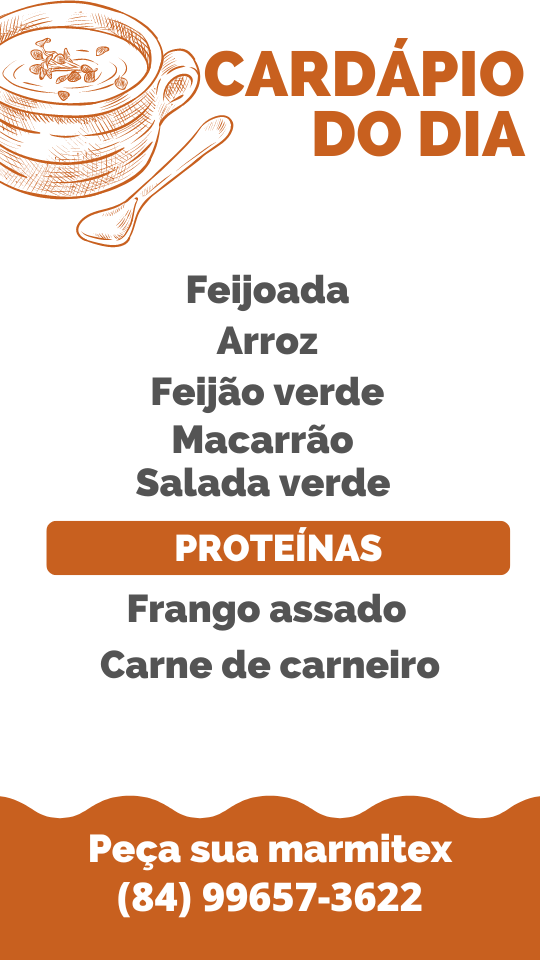 CARDÁPIO
DO DIA
Feijoada
Arroz
Feijão verde
Macarrão
Salada verde
PROTEÍNAS
Frango assado
Carne de carneiro
Peça sua marmitex
(84) 99657-3622